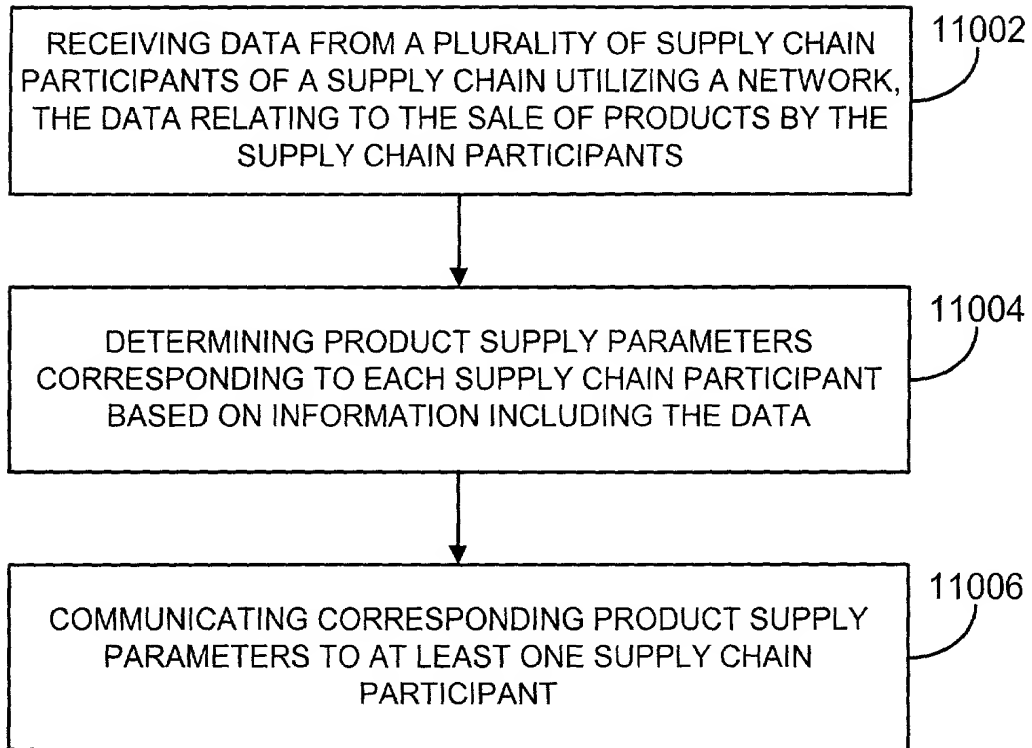 RECEIVING DATA FROM A PLURALITY OF SUPPLY CHAIN
PARTICIPANTS OF A SUPPLY CHAIN UTILIZING A NETWORK,
THE DATA RELATING TO THE SALE OF PRODUCTS BY THE
SUPPLY CHAIN PARTICIPANTS
11002
DETERMINING PRODUCT SUPPLY PARAMETERS
CORRESPONDING TO EACH SUPPLY CHAIN PARTICIPANT
BASED ON INFORMATION INCLUDING THE DATA
11004
COMMUNICATING CORRESPONDING PRODUCT SUPPLY
PARAMETERS TO AT LEAST ONE SUPPLY CHAIN
PARTICIPANT
11006